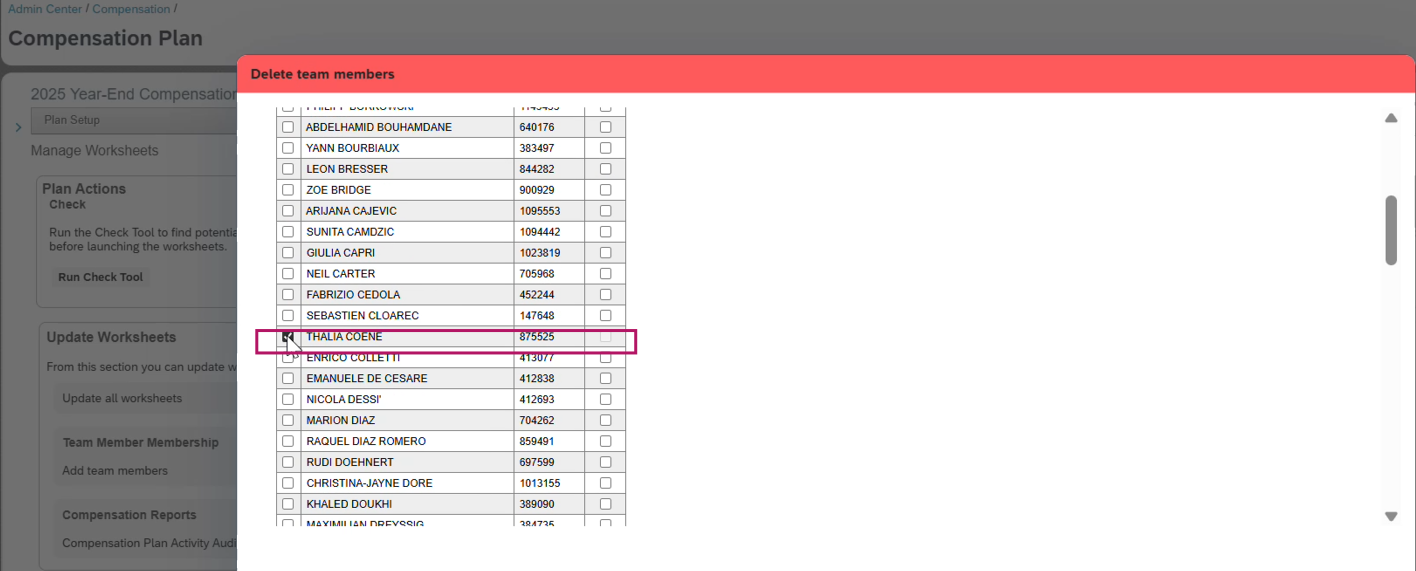 Admin Center / Compensation /
Compensation Plan
Delete team members
2025 Year-End Compensation
Plan Setup
Manage Worksheets
Plan Actions
Check
Run the Check Tool to find potentia
before launching the worksheets.
Run Check Tool
Update Worksheets
From this section you can update w
Update all worksheets
Team Member Membership
Add team members
Compensation Reports
Compensation Plan Activity Audi
ABDELHAMID BOUHAMDANE 640176
YANN BOURBIAUX 383497
LEON BRESSER 844282
ZOE BRIDGE 900929
ARIJANA CAJEVIC 1095553
SUNITA CAMDZIC 1094442
GIULIA CAPRI 1023819
NEIL CARTER 705968
FABRIZIO CEDOLA 452244
SEBASTIEN CLOAREC 147648
THALIA COENE 875525
ENRICO COLLETTI 413077
EMANUELE DE CESARE 412838
NICOLA DESSI' 412693
MARION DIAZ 704262
RAQUEL DIAZ ROMERO 859491
RUDI DOEHNERT 697599
CHRISTINA-JAYNE DORE 1013155
KHALED DOUKHI 389090
MAXIMILIAN DREYSSIG 384735